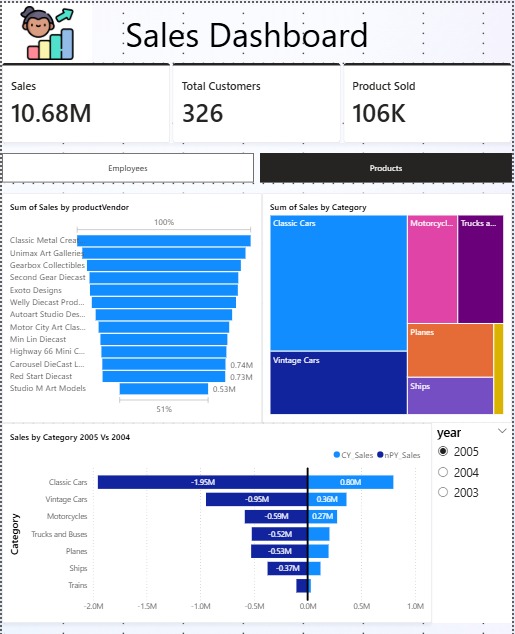 Sales Dashboard
Sales
Total Customers
Product Sold
10.68M
326
106K
Employees
Products
Sum of Sales by productVendor
100%
Classic Metal Crea...
Unimax Art Galleries
Gearbox Collectibles
Second Gear Diecast
Exoto Designs
Welly Diecast Prod...
Autoart Studio Des...
Motor City Art Clas...
Min Lin Diecast
Highway 66 Mini C...
Carousel DieCast L...
0.74M
Red Start Diecast
0.73M
Studio M Art Models
0.53M
51%
Sum of Sales by Category
Classic Cars
Motorcycl...
Trucks a...
Vintage Cars
Planes
Ships
Sales by Category 2005 Vs 2004
CY_Sales
nPY_Sales
Category
Classic Cars
-1.95M
0.80M
Vintage Cars
-0.95M
0.36M
Motorcycles
-0.59M
0.27M
Trucks and Buses
-0.52M
Planes
-0.53M
Ships
-0.37M
Trains
-2.0M
-1.5M
-1.0M
-0.5M
0.0M
0.5M
1.0M
year
2005
2004
2003